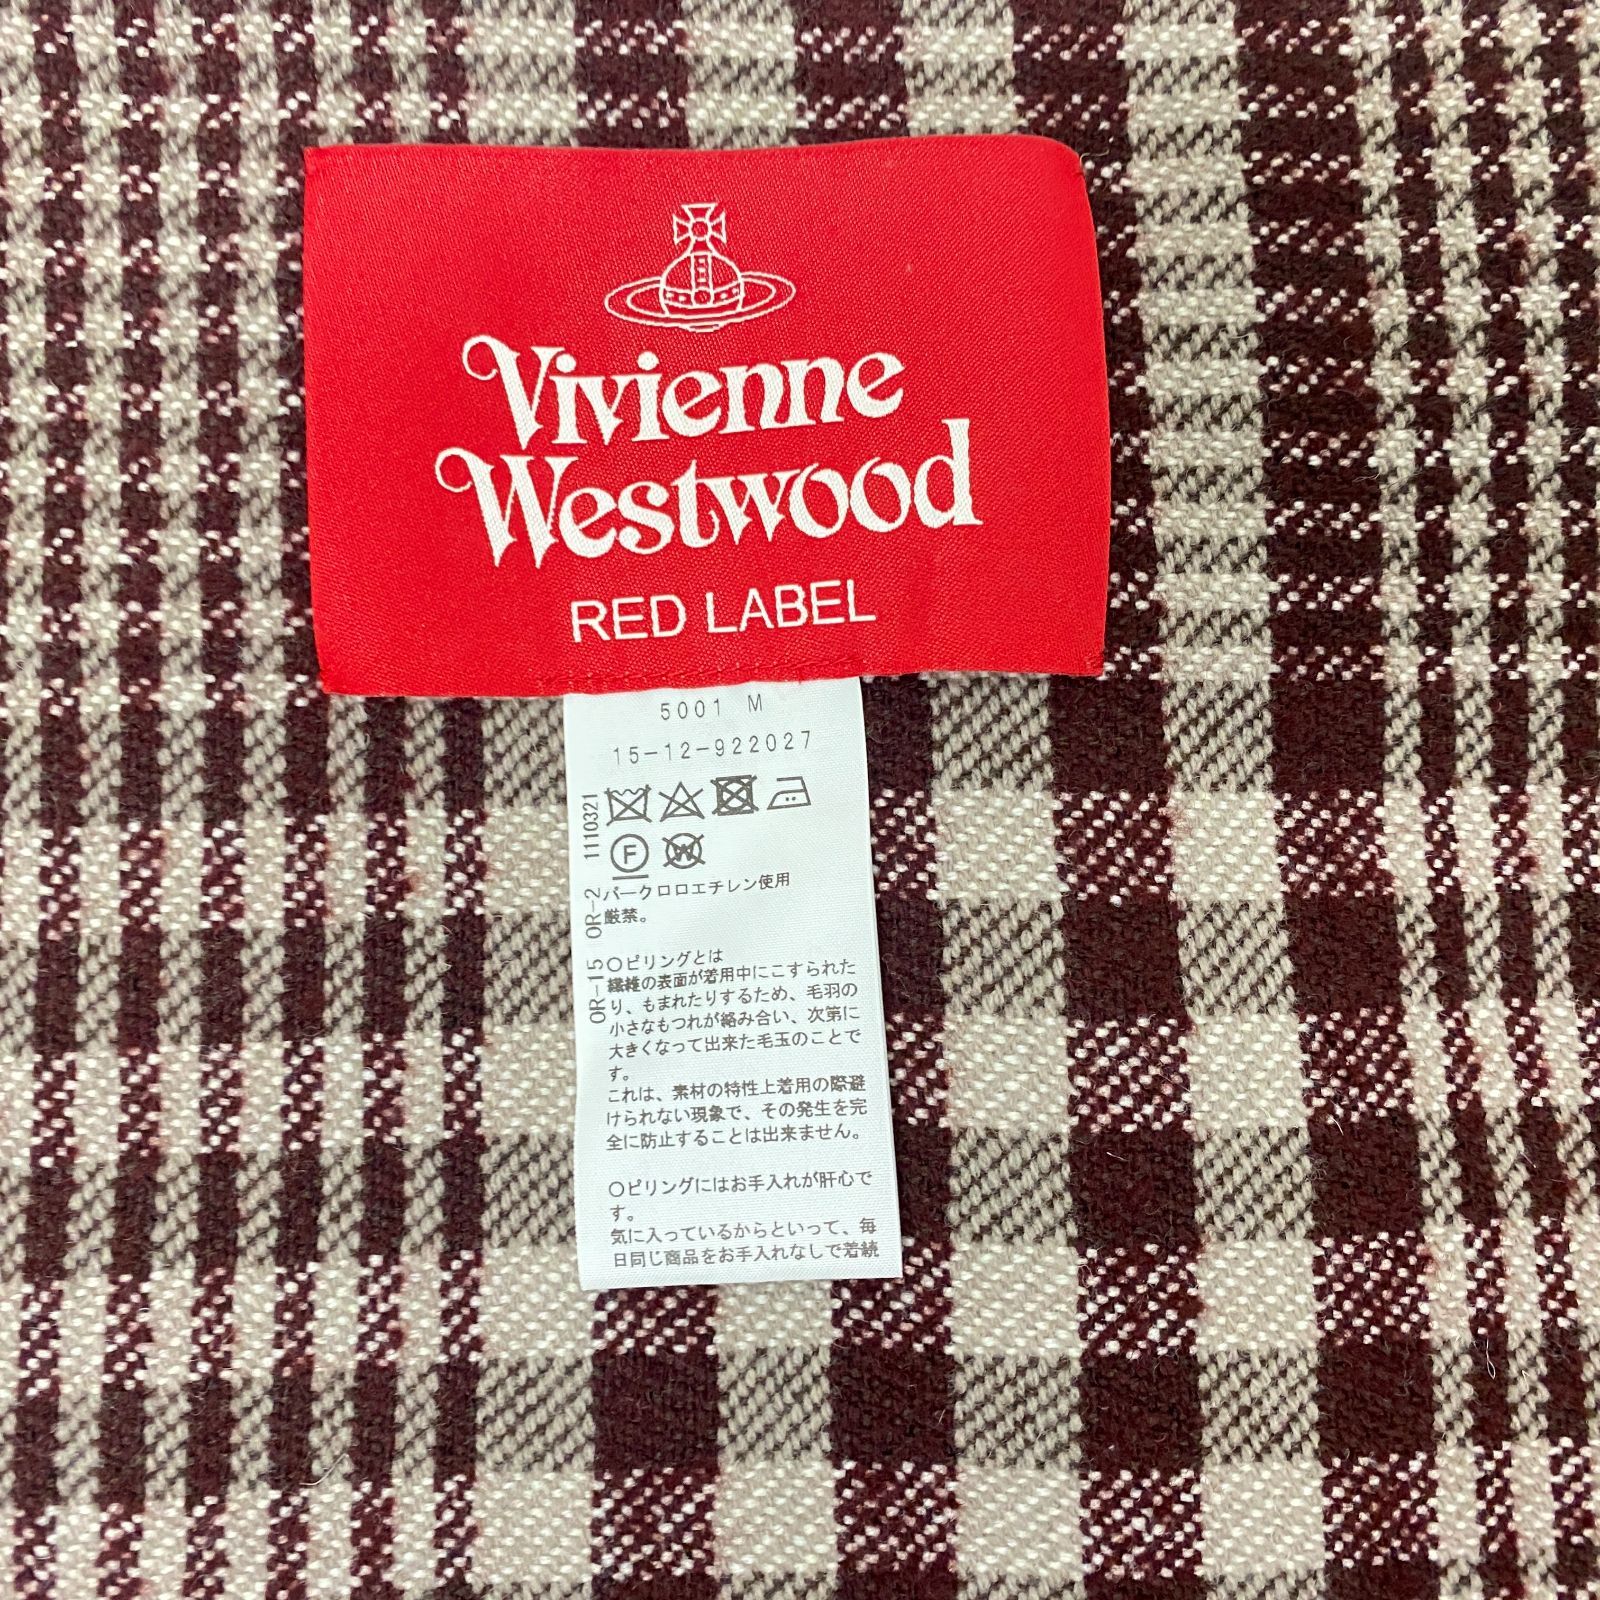 Vivienne
Westwood
RED LABEL
5001 M
15-12-922027
OR-15 OR-2 1110321
F
W
パークロロエチレン使用
厳禁。
○ピリングとは
繊維の表面が着用中にこすられた
り、もまれたりするため、毛羽の
小さなもつれが絡み合い、次第に
大きくなって出来た毛玉のことで
す。
これは、素材の特性上着用の際避
けられない現象で、その発生を完
全に防止することは出来ません。
○ピリングにはお手入れが肝心で
す。
気に入っているからといって、毎
日同じ商品をお手入れなしで着続